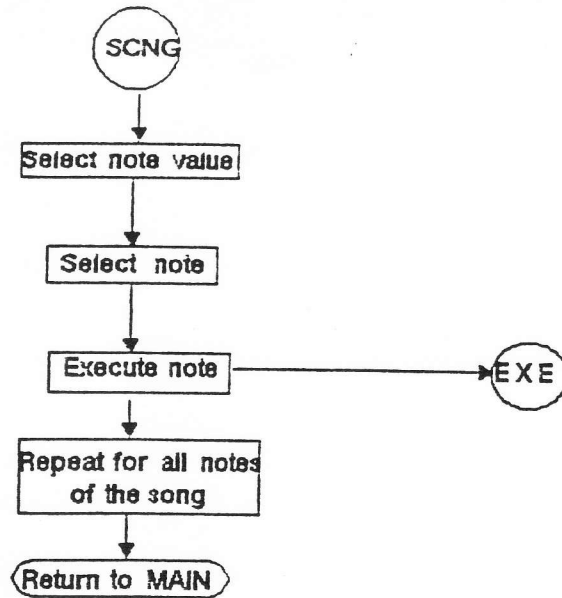 SCNG
Select note value
Select note
Execute note
EXE
Repeat for all notes
of the song
Return to MAIN